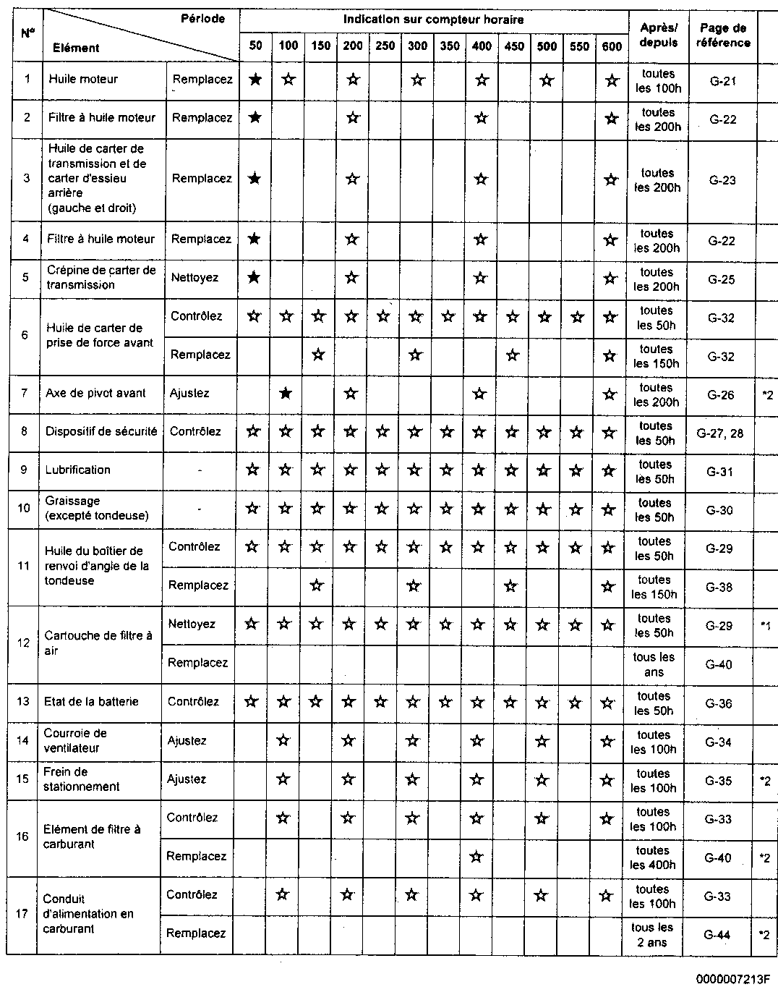 N° Elément Période Indication sur compteur horaire Après/ depuis Page de référence
50 100 150 200 250 300 350 400 450 500 550 600
1 Huile moteur Remplacez ★ ☆ ☆ ☆ ☆ ☆ ☆ toutes les 100h G-21
2 Filtre à huile moteur Remplacez ★ ☆ ☆ ☆ toutes les 200h G-22
3 Huile de carter de transmission et de carter d'essieu arrière (gauche et droit) Remplacez ★ ☆ ☆ ☆ toutes les 200h G-23
4 Filtre à huile moteur Remplacez ★ ☆ ☆ ☆ toutes les 200h G-22
5 Crépine de carter de transmission Nettoyez ★ ☆ ☆ ☆ toutes les 200h G-25
6 Huile de carter de prise de force avant Contrôlez ☆ ☆ ☆ ☆ ☆ ☆ ☆ ☆ ☆ ☆ ☆ ☆ toutes les 50h G-32
Remplacez ☆ ☆ ☆ ☆ toutes les 150h G-32
7 Axe de pivot avant Ajustez ★ ☆ ☆ ☆ toutes les 200h G-26 *2
8 Dispositif de sécurité Contrôlez ☆ ☆ ☆ ☆ ☆ ☆ ☆ ☆ ☆ ☆ ☆ ☆ toutes les 50h G-27, 28
9 Lubrification - ☆ ☆ ☆ ☆ ☆ ☆ ☆ ☆ ☆ ☆ ☆ ☆ toutes les 50h G-31
10 Graissage (excepté tondeuse) - ☆ ☆ ☆ ☆ ☆ ☆ ☆ ☆ ☆ ☆ ☆ ☆ toutes les 50h G-30
11 Huile du boîtier de renvoi d'angle de la tondeuse Contrôlez ☆ ☆ ☆ ☆ ☆ ☆ ☆ ☆ ☆ ☆ ☆ ☆ toutes les 50h G-29
Remplacez ☆ ☆ ☆ ☆ toutes les 150h G-38
12 Cartouche de filtre à air Nettoyez ☆ ☆ ☆ ☆ ☆ ☆ ☆ ☆ ☆ ☆ ☆ ☆ toutes les 50h G-29 *1
Remplacez tous les ans G-40
13 Etat de la batterie Contrôlez ☆ ☆ ☆ ☆ ☆ ☆ ☆ ☆ ☆ ☆ ☆ ☆ toutes les 50h G-36
14 Courroie de ventilateur Ajustez ☆ ☆ ☆ ☆ ☆ ☆ toutes les 100h G-34
15 Frein de stationnement Ajustez ☆ ☆ ☆ ☆ ☆ ☆ toutes les 100h G-35 *2
16 Elément de filtre à carburant Contrôlez ☆ ☆ ☆ ☆ ☆ ☆ toutes les 100h G-33
Remplacez ☆ toutes les 400h G-40 *2
17 Conduit d'alimentation en carburant Contrôlez ☆ ☆ ☆ ☆ ☆ ☆ toutes les 100h G-33
Remplacez tous les 2 ans G-44 *2
0000007213F